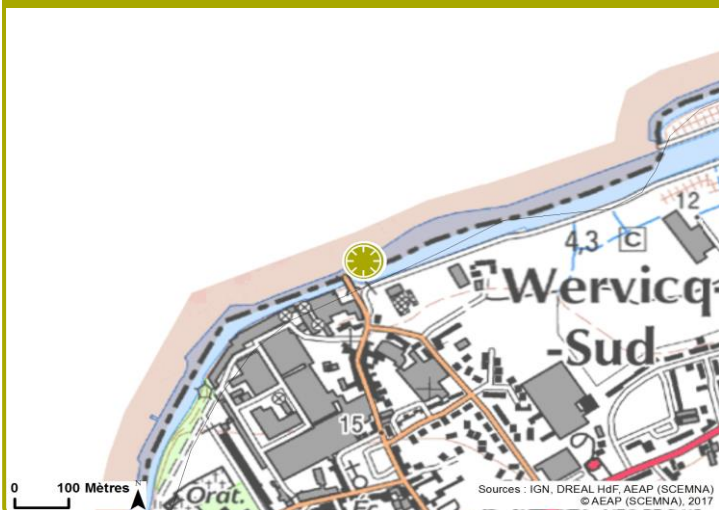 12
4,3 C
Wervicq-
-Sud
15
0 100 Mètres N
Orat.
Sources : IGN, DREAL HdF, AEAP (SCEMNA)
© AEAP (SCEMNA), 2017